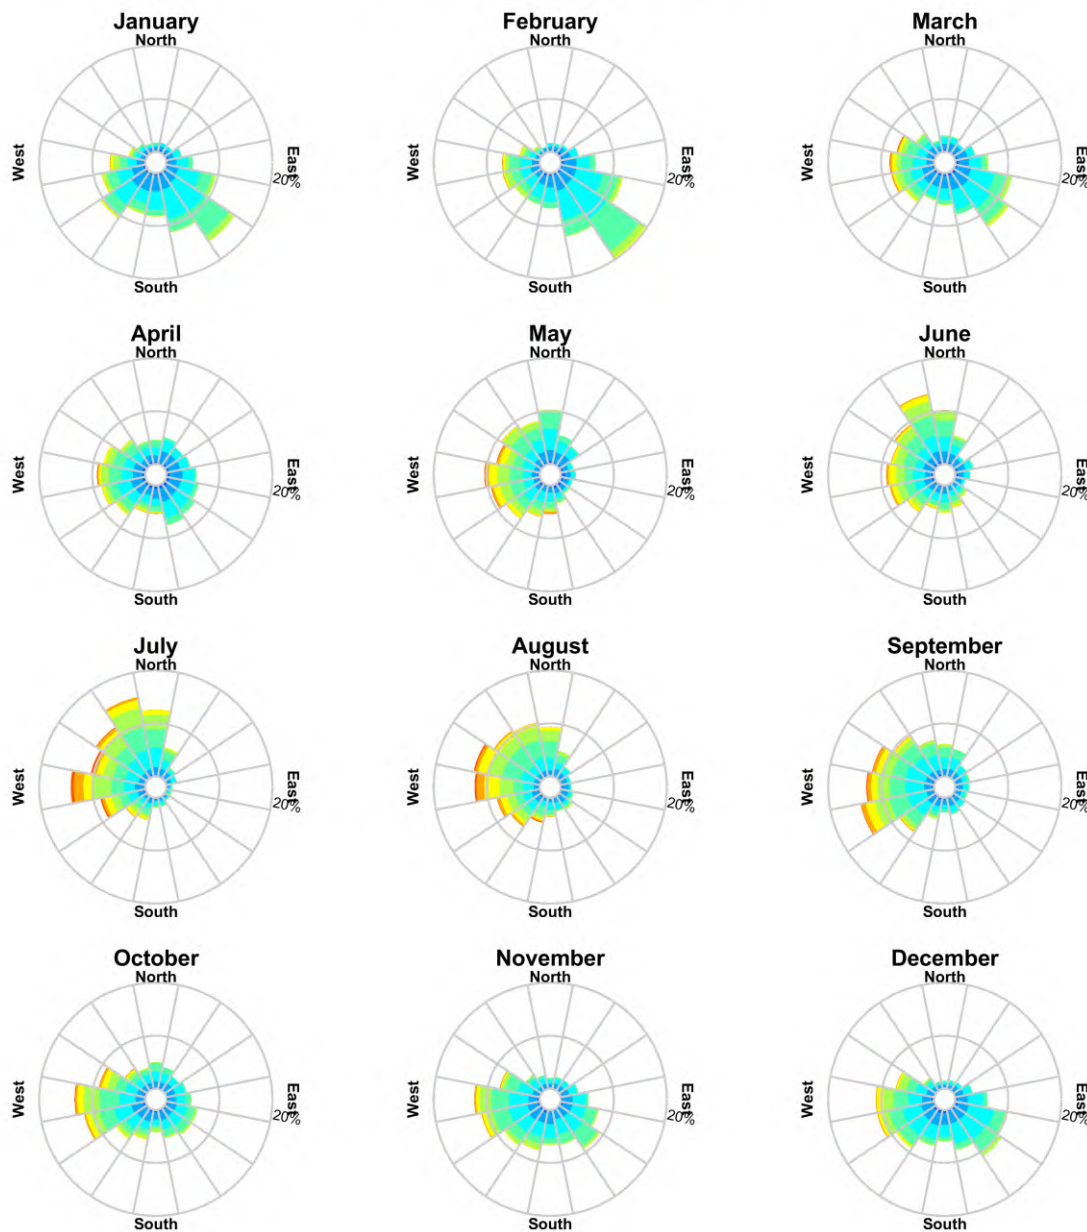 January
North
West
East
20%
South
February
North
West
East
20%
South
March
North
West
East
20%
South
April
North
West
East
20%
South
May
North
West
East
20%
South
June
North
West
East
20%
South
July
North
West
East
20%
South
August
North
West
East
20%
South
September
North
West
East
20%
South
October
North
West
East
20%
South
November
North
West
East
20%
South
December
North
West
East
20%
South